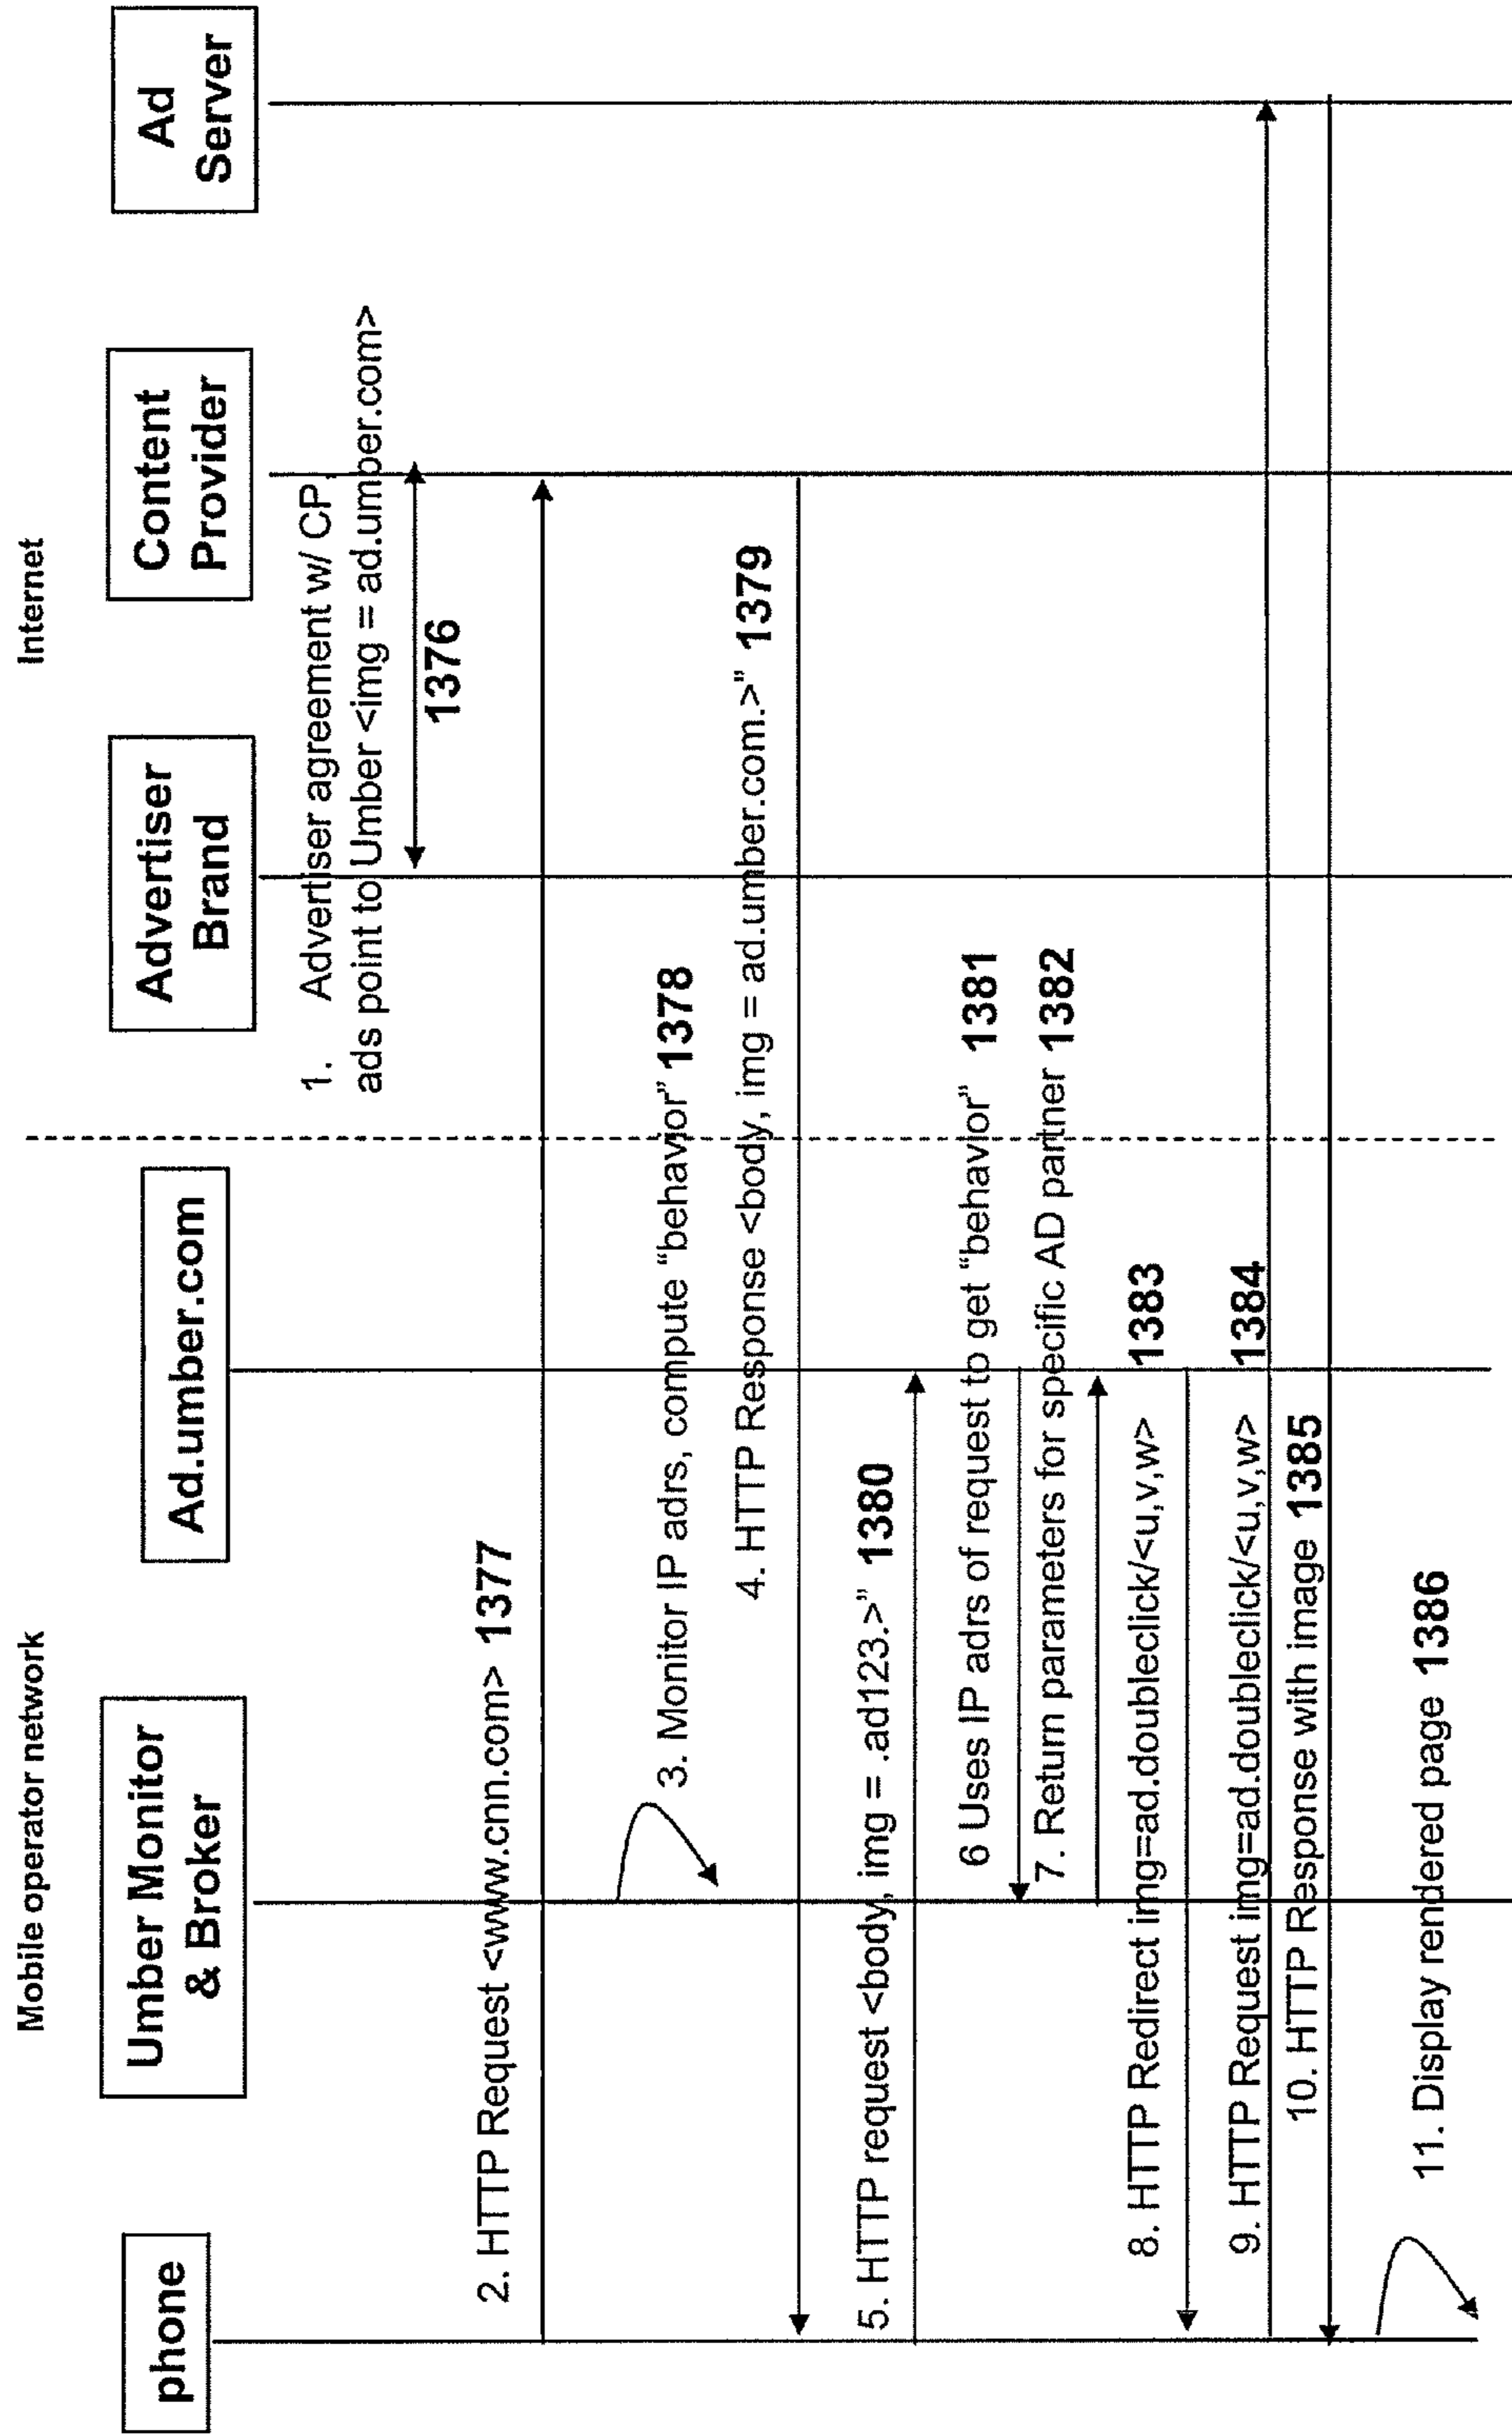 Mobile operator network
Internet
phone
Umber Monitor
& Broker
Ad.umber.com
Advertiser
Brand
Content
Provider
Ad
Server
1. Advertiser agreement w/ CP,
ads point to Umber <img = ad.umber.com>
1376
2. HTTP Request <www.cnn.com> 1377
3. Monitor IP adrs, compute “behavior” 1378
4. HTTP Response <body, img = ad.umber.com.>” 1379
5. HTTP request <body, img = .ad123.>” 1380
6 Uses IP adrs of request to get “behavior” 1381
7. Return parameters for specific AD partner 1382
8. HTTP Redirect img=ad.doubleclick/<u,v,w> 1383
9. HTTP Request img=ad.doubleclick/<u,v,w> 1384
10. HTTP Response with image 1385
11. Display rendered page 1386